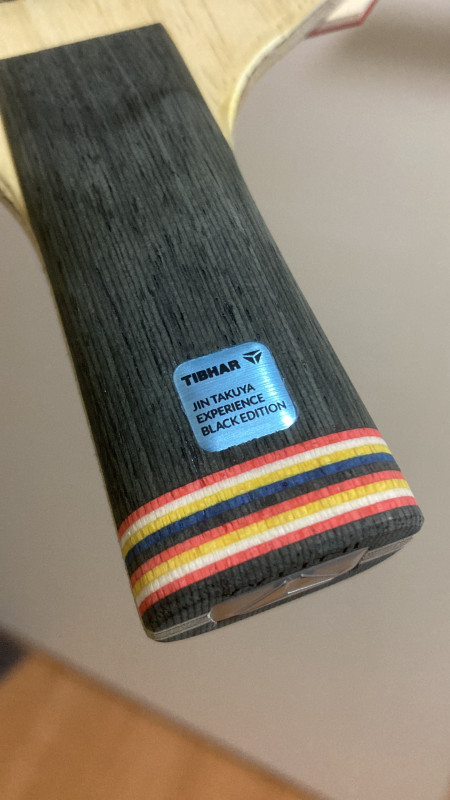 TIBHAR
JIN TAKUYA
EXPERIENCE
BLACK EDITION